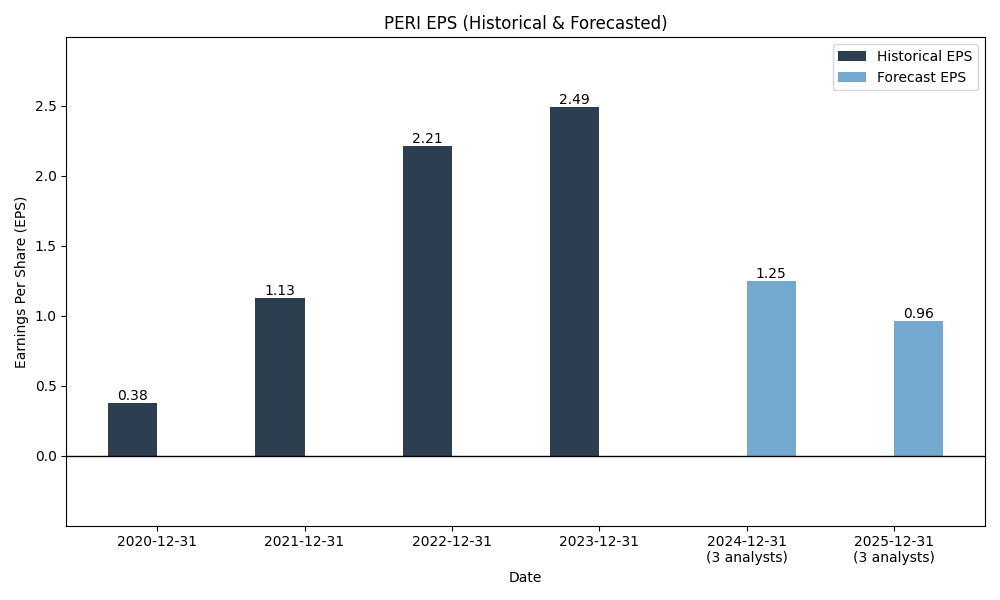 PERI EPS (Historical & Forecasted)
Historical EPS
Forecast EPS
Earnings Per Share (EPS)
2.5
2.0
1.5
1.0
0.5
0.0
0.38
1.13
2.21
2.49
1.25
0.96
2020-12-31
2021-12-31
2022-12-31
2023-12-31
2024-12-31
(3 analysts)
2025-12-31
(3 analysts)
Date